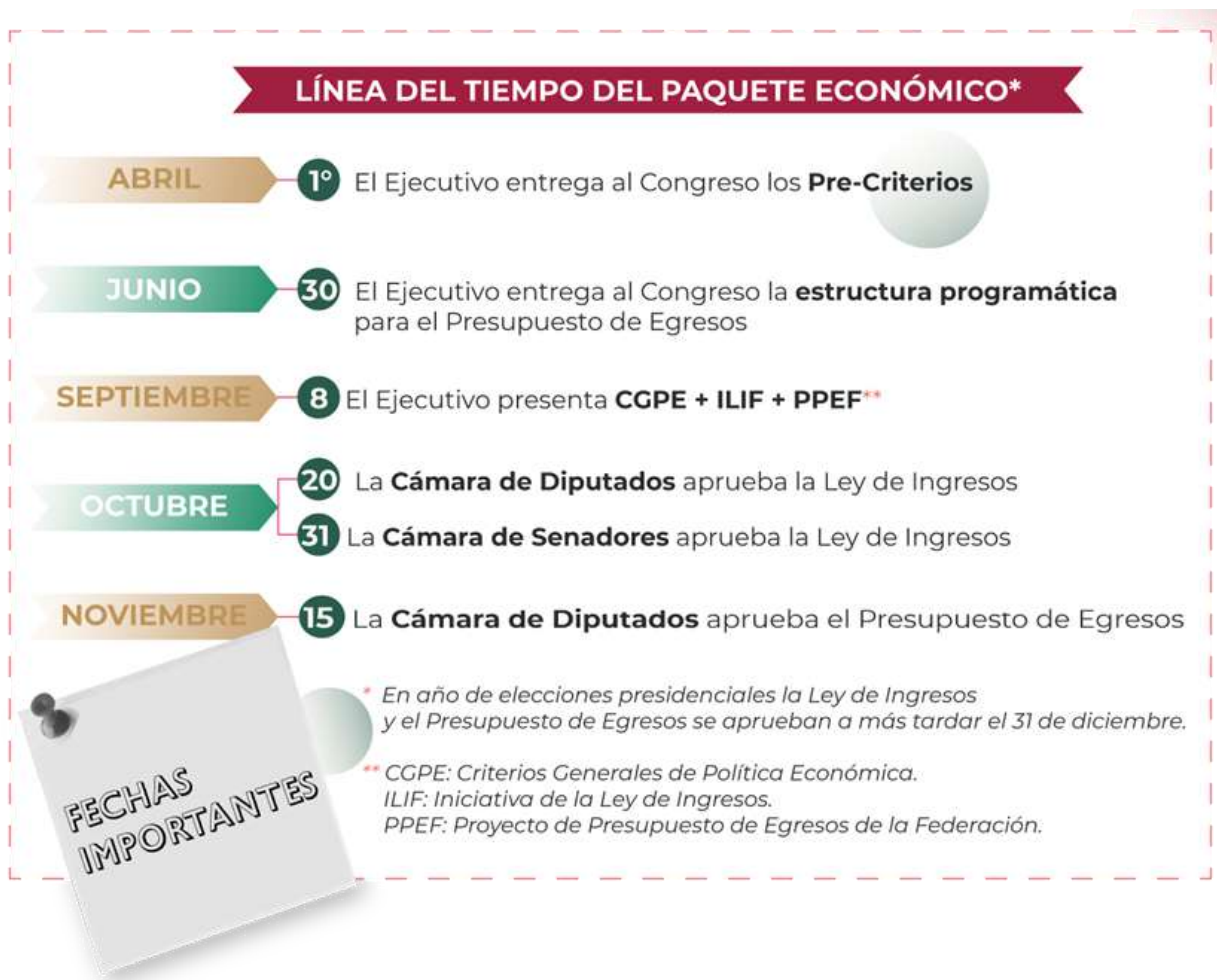 LÍNEA DEL TIEMPO DEL PAQUETE ECONÓMICO*
ABRIL
1° El Ejecutivo entrega al Congreso los Pre-Criterios
JUNIO
30 El Ejecutivo entrega al Congreso la estructura programática
para el Presupuesto de Egresos
SEPTIEMBRE
8 El Ejecutivo presenta CGPE + ILIF + PPEF**
OCTUBRE
20 La Cámara de Diputados aprueba la Ley de Ingresos
31 La Cámara de Senadores aprueba la Ley de Ingresos
NOVIEMBRE
15 La Cámara de Diputados aprueba el Presupuesto de Egresos
* En año de elecciones presidenciales la Ley de Ingresos
y el Presupuesto de Egresos se aprueban a más tardar el 31 de diciembre.
** CGPE: Criterios Generales de Política Económica.
ILIF: Iniciativa de la Ley de Ingresos.
PPEF: Proyecto de Presupuesto de Egresos de la Federación.
FECHAS
IMPORTANTES